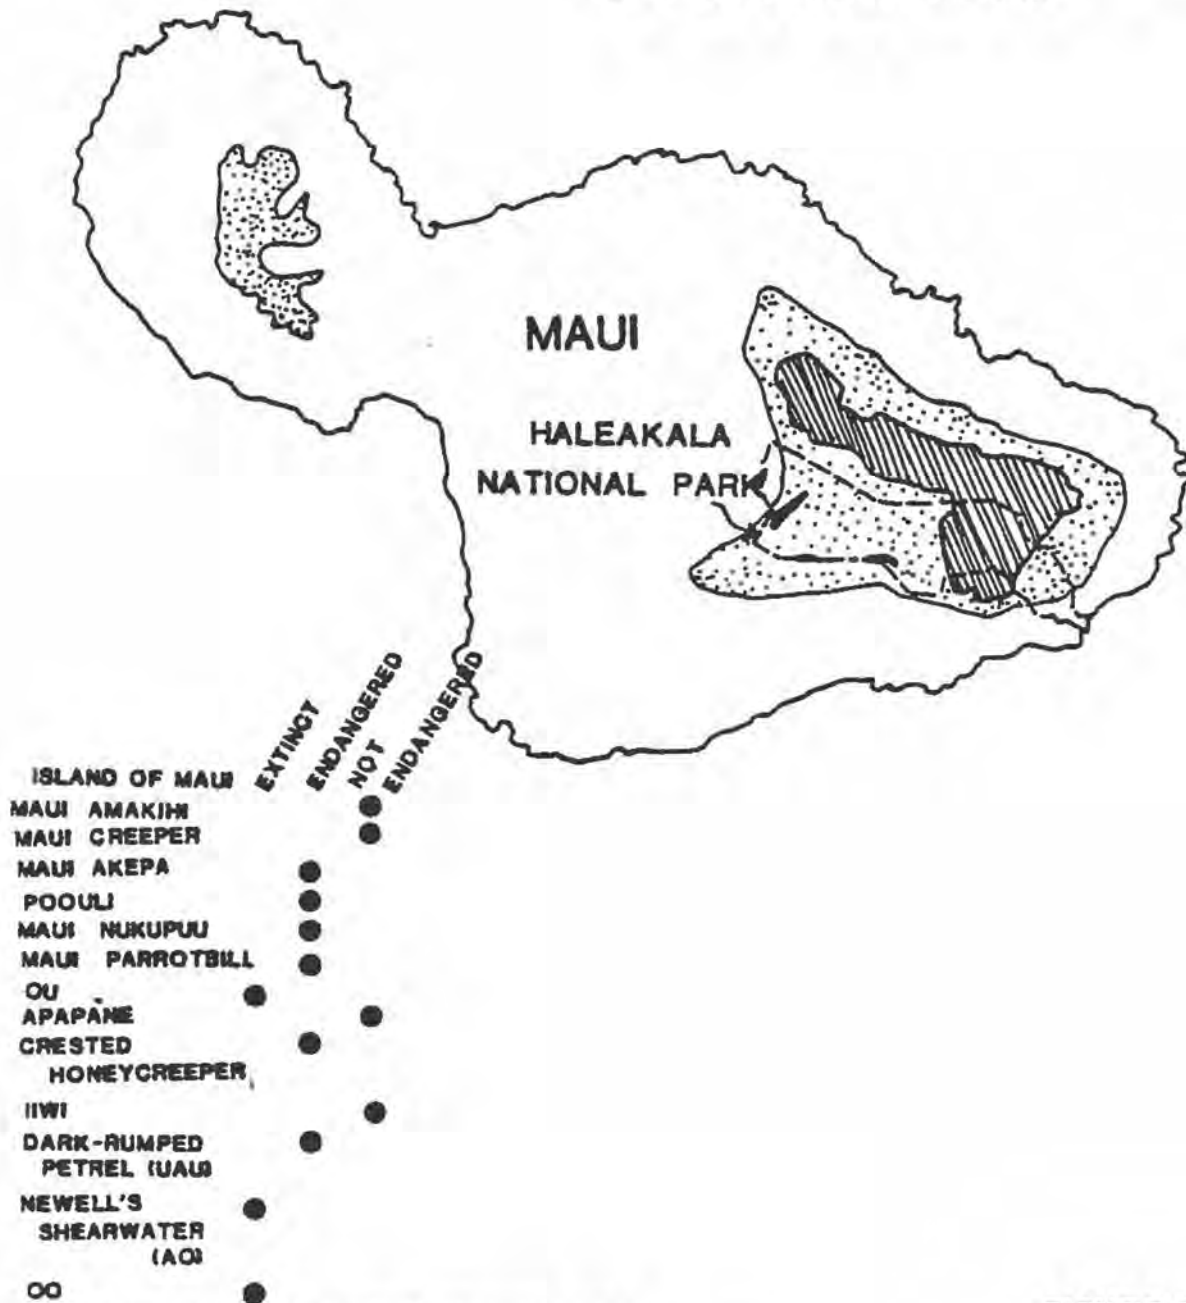 MAUI
HALEAKALA
NATIONAL PARK
EXTINCT
ENDANGERED
NOT
ENDANGERED
ISLAND OF MAUI
MAUI AMAKIHI
MAUI CREEPER
MAUI AKEPA
POOULI
MAUI NUKUPUU
MAUI PARROTBILL
OU
APAPANE
CRESTED
HONEYCREEPER
IIWI
DARK-RUMPED
PETREL (UAU)
NEWELL'S
SHEARWATER
(AO)
OO